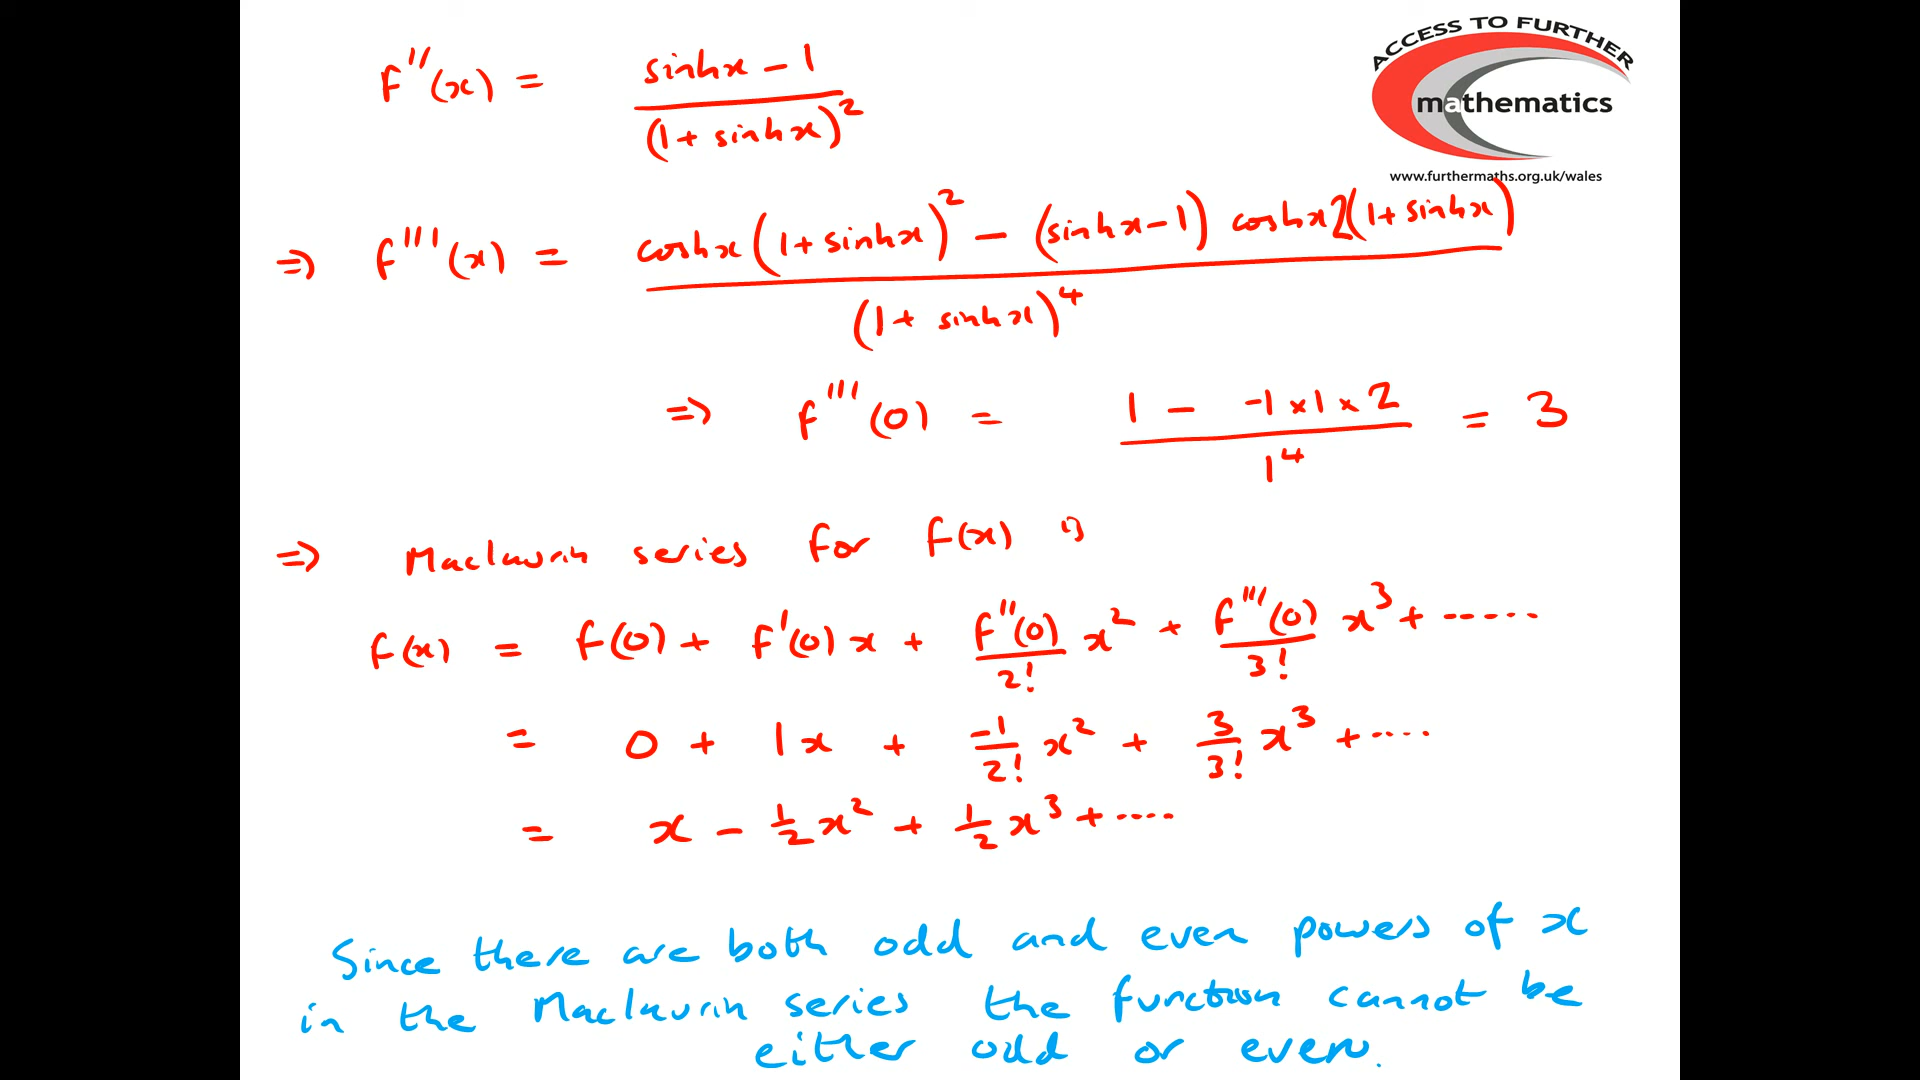 ACCESS TO FURTHER
mathematics
www.furthermaths.org.uk/wales
f''(x) = (sinhx - 1) / (1 + sinhx)²
⇒ f'''(x) = (coshx(1 + sinhx)² - (sinhx - 1) coshx2(1 + sinhx)) / (1 + sinhx)⁴
⇒ f'''(0) = (1 - -1 × 1 × 2) / 1⁴ = 3
⇒ Maclaurin series for f(x) is
f(x) = f(0) + f'(0)x + f''(0)/2! x² + f'''(0)/3! x³ + .....
= 0 + 1x + -1/2! x² + 3/3! x³ + ....
= x - 1/2 x² + 1/2 x³ + ....
Since there are both odd and even powers of x
in the Maclaurin series the function cannot be
either odd or even.